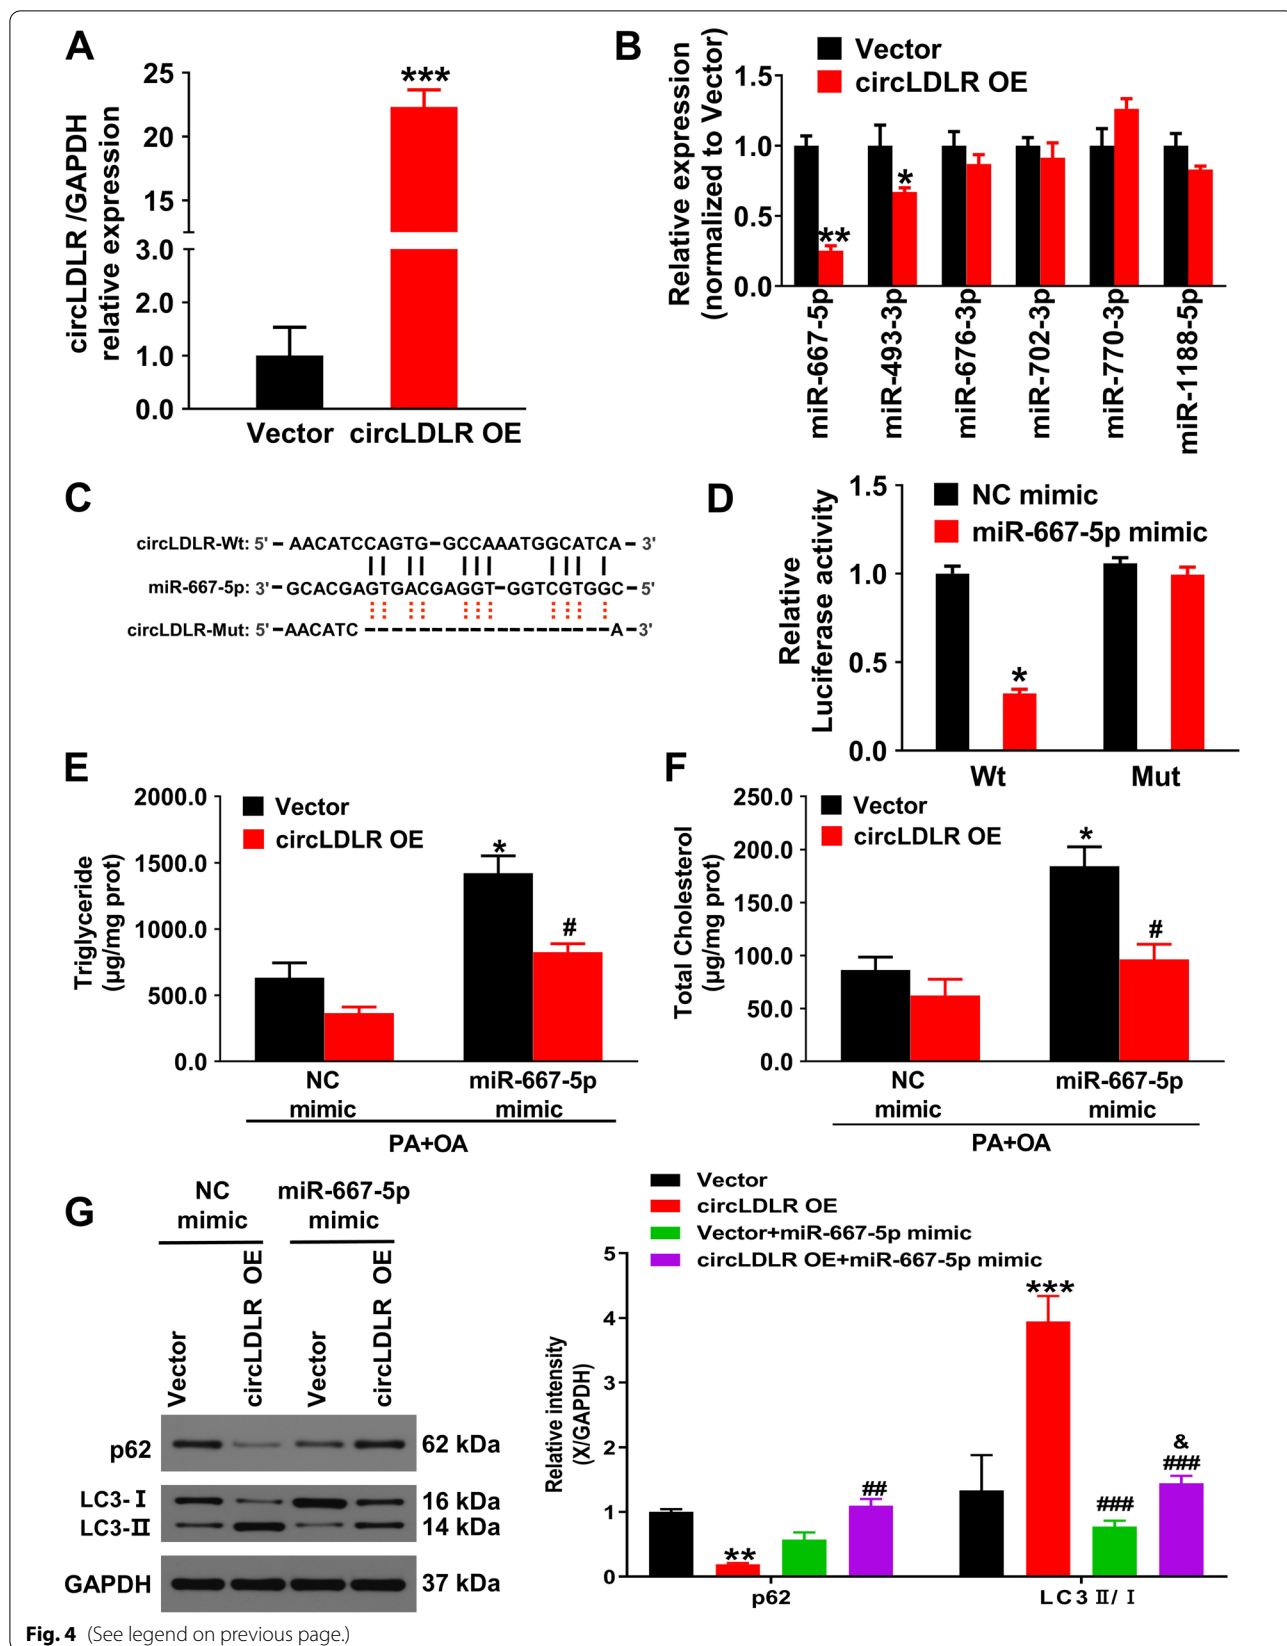 A
circLDLR /GAPDH
relative expression
25
20
15
3.0
2.0
1.0
0.0
***
Vector circLDLR OE
B
Relative expression
(normalized to Vector)
Vector
circLDLR OE
1.5
1.0
0.5
0.0
**
*
miR-667-5p
miR-493-3p
miR-676-3p
miR-702-3p
miR-770-3p
miR-1188-5p
C
circLDLR-Wt: 5'– AACATCCAGTG–GCCAAATGGCATCA– 3'
miR-667-5p: 3'– GCACGAGTGACGAGGT–GGTCGTGGC– 5'
circLDLR-Mut: 5'–AACATC--------------------A– 3'
D
Relative
Luciferase activity
NC mimic
miR-667-5p mimic
1.5
1.0
0.5
0.0
*
Wt Mut
E
Triglyceride
(μg/mg prot)
Vector
circLDLR OE
2000.0
1500.0
1000.0
500.0
0.0
*
#
NC
mimic
miR-667-5p
mimic
PA+OA
F
Total Cholesterol
(μg/mg prot)
Vector
circLDLR OE
250.0
200.0
150.0
100.0
50.0
0.0
*
#
NC
mimic
miR-667-5p
mimic
PA+OA
G
NC
mimic
miR-667-5p
mimic
Vector
circLDLR OE
Vector
circLDLR OE
p62 62 kDa
LC3-Ⅰ 16 kDa
LC3-Ⅱ 14 kDa
GAPDH 37 kDa
Vector
circLDLR OE
Vector+miR-667-5p mimic
circLDLR OE+miR-667-5p mimic
Relative intensity
(X/GAPDH)
5
4
3
2
1
0
**
##
***
###
&
###
p62 LC3 Ⅱ/Ⅰ
Fig. 4 (See legend on previous page.)